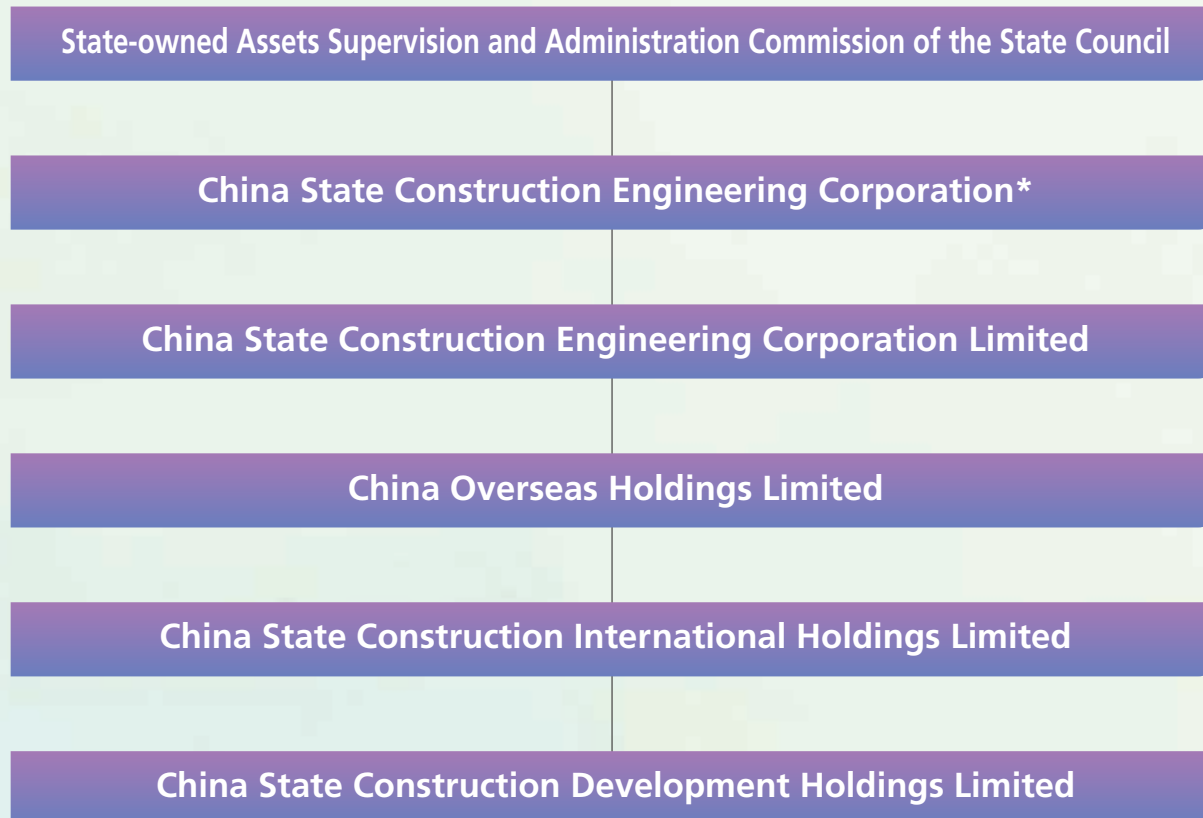 State-owned Assets Supervision and Administration Commission of the State Council
China State Construction Engineering Corporation*
China State Construction Engineering Corporation Limited
China Overseas Holdings Limited
China State Construction International Holdings Limited
China State Construction Development Holdings Limited